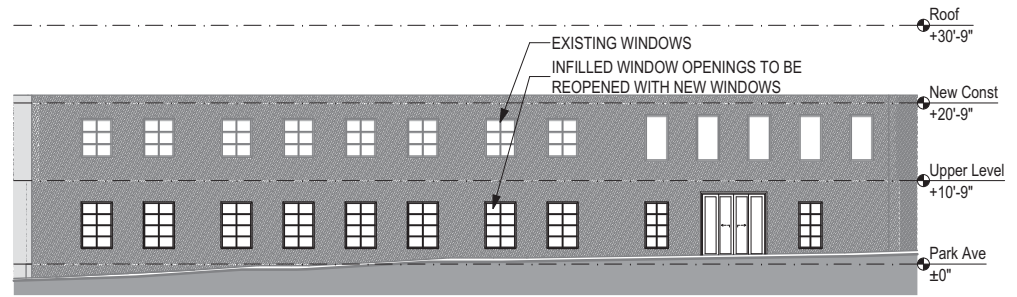 Roof
+30'-9"
EXISTING WINDOWS
INFILLED WINDOW OPENINGS TO BE
REOPENED WITH NEW WINDOWS
New Const
+20'-9"
Upper Level
+10'-9"
Park Ave
±0"